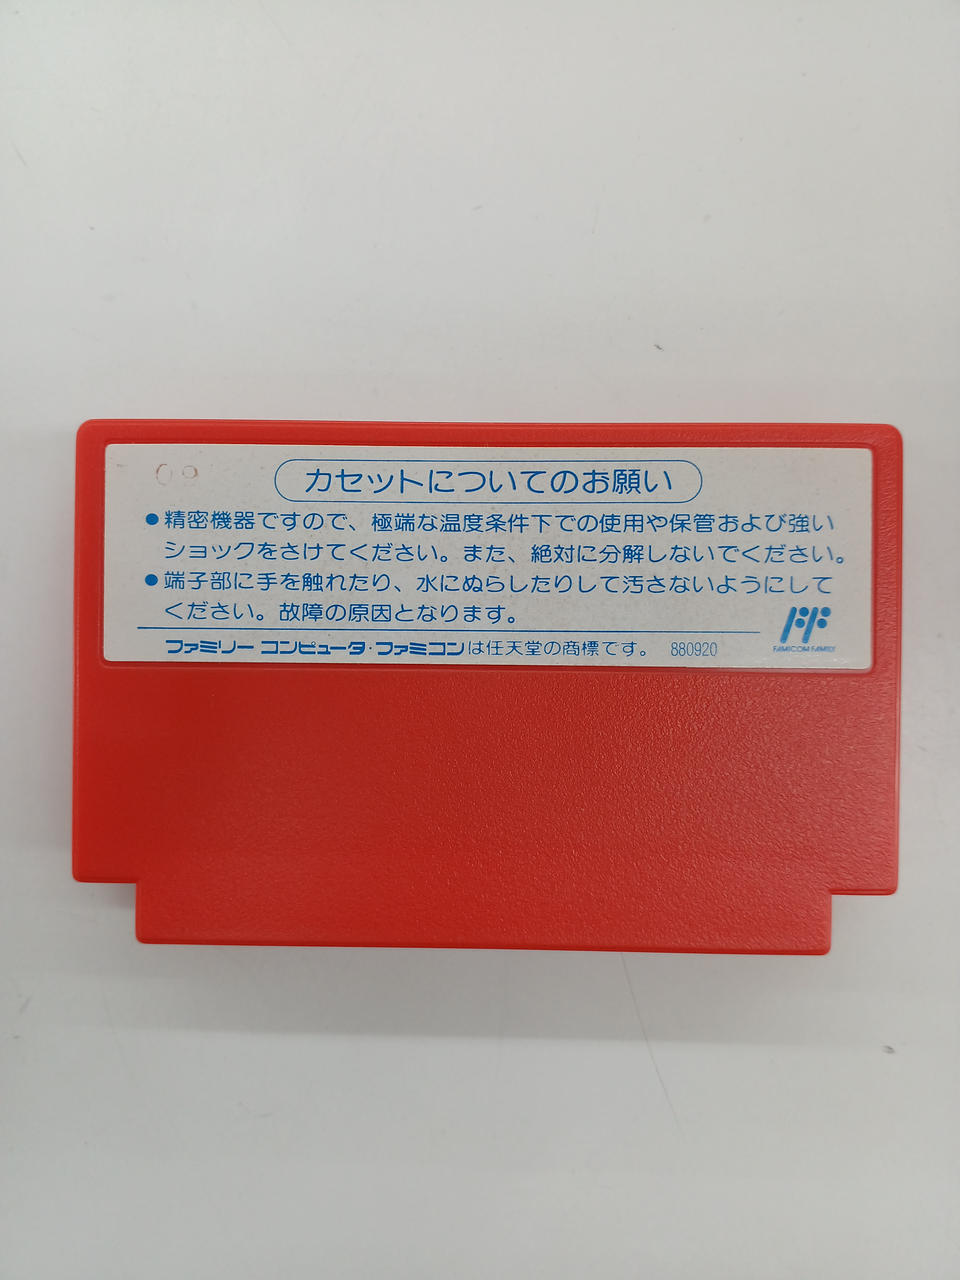 09
カセットについてのお願い
●精密機器ですので、極端な温度条件下での使用や保管および強い
ショックをさけてください。また、絶対に分解しないでください。
●端子部に手を触れたり、水にぬらしたりして汚さないようにして
ください。故障の原因となります。
ファミリー コンピュータ・ファミコンは任天堂の商標です。 880920
FAMICOM FAMILY